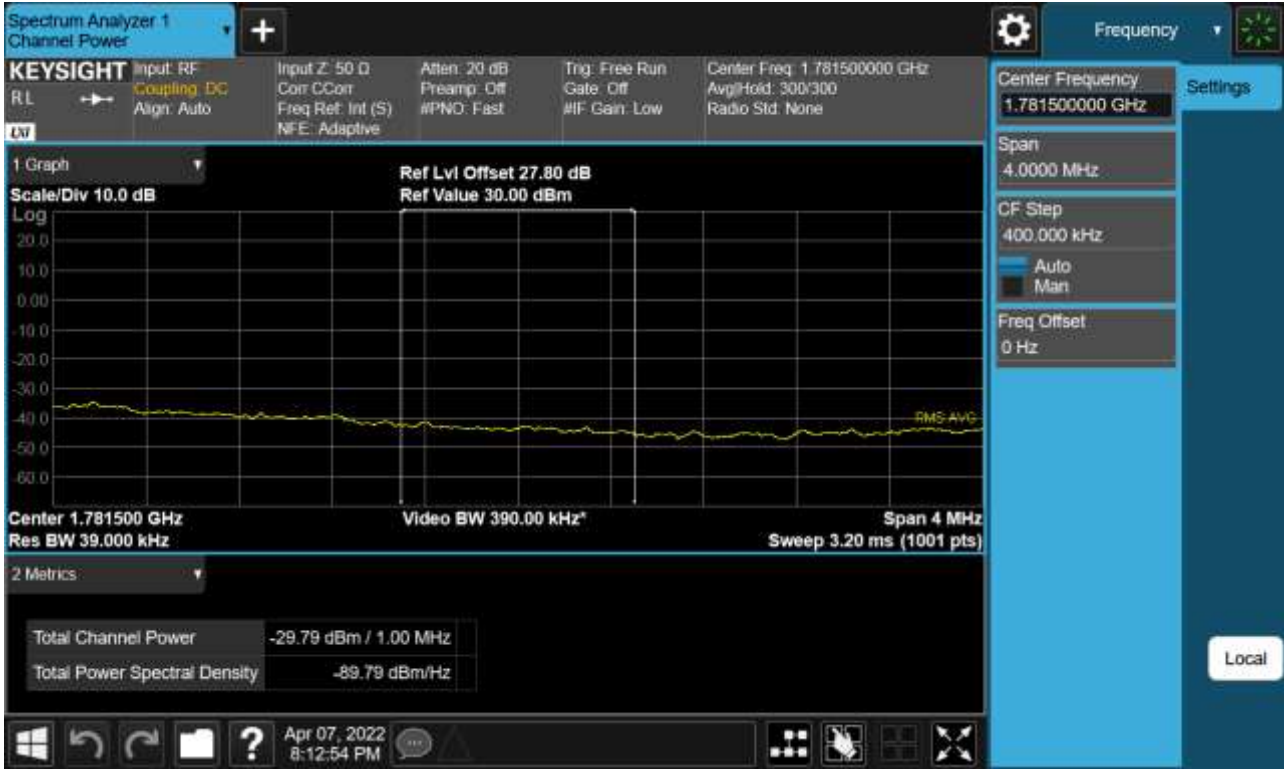 Spectrum Analyzer 1
Channel Power
+
Frequency
KEYSIGHT
RL
LXI
Input: RF
Coupling: DC
Align: Auto
Input Z: 50 Ω
Corr CCorr
Freq Ref: Int (S)
NFE: Adaptive
Atten: 20 dB
Preamp: Off
#PNO: Fast
Trig: Free Run
Gate: Off
#IF Gain: Low
Center Freq: 1.781500000 GHz
Avg|Hold: 300/300
Radio Std: None
Center Frequency
1.781500000 GHz
Settings
Span
4.0000 MHz
CF Step
400.000 kHz
Auto
Man
Freq Offset
0 Hz
1 Graph
Scale/Div 10.0 dB
Ref Lvl Offset 27.80 dB
Ref Value 30.00 dBm
Log
20.0
10.0
0.00
-10.0
-20.0
-30.0
-40.0
-50.0
-60.0
RMS AVG
Center 1.781500 GHz
Video BW 390.00 kHz*
Span 4 MHz
Res BW 39.000 kHz
Sweep 3.20 ms (1001 pts)
2 Metrics
Total Channel Power -29.79 dBm / 1.00 MHz
Total Power Spectral Density -89.79 dBm/Hz
Local
?
Apr 07, 2022
8:12:54 PM